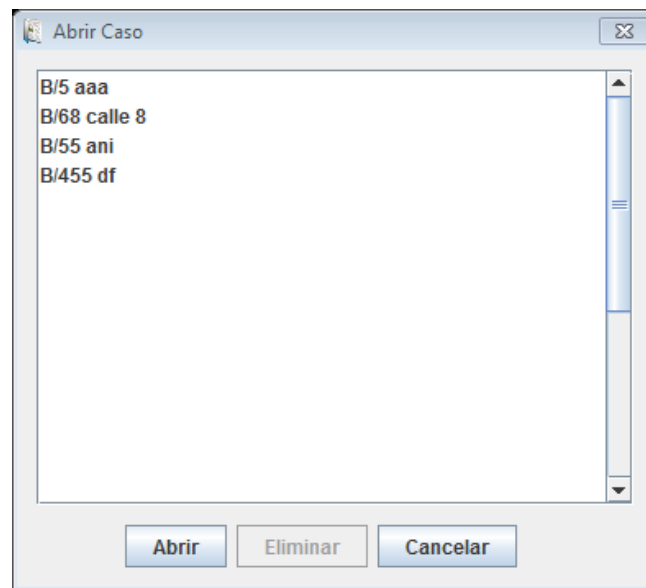 Abrir Caso
B/5 aaa
B/68 calle 8
B/55 ani
B/455 df
Abrir Eliminar Cancelar